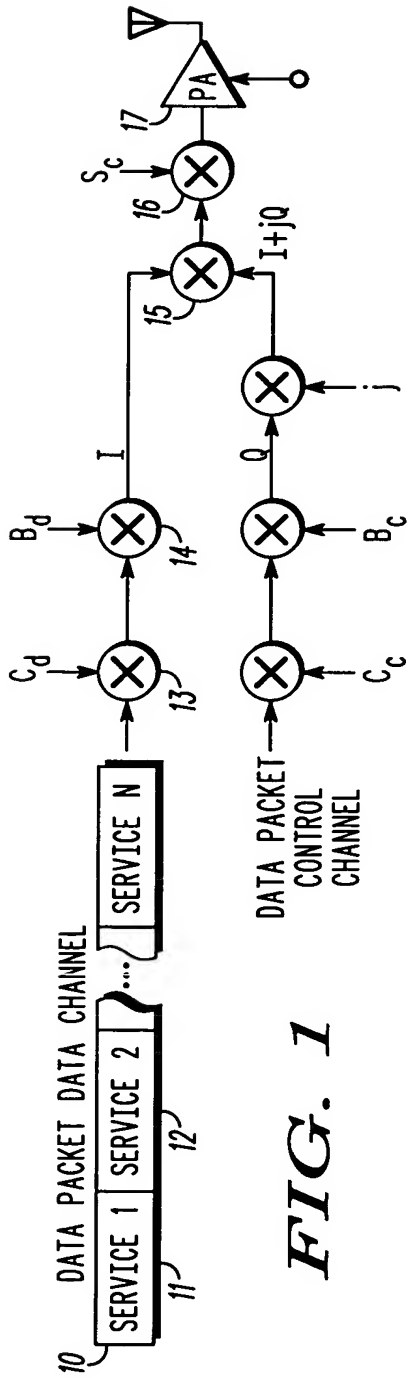 DATA PACKET DATA CHANNEL
10
SERVICE 1
SERVICE 2
...
SERVICE N
11
12
C_d
13
B_d
14
I
15
S_c
16
17
PA
I+jQ
DATA PACKET
CONTROL
CHANNEL
C_c
B_c
Q
j
FIG. 1